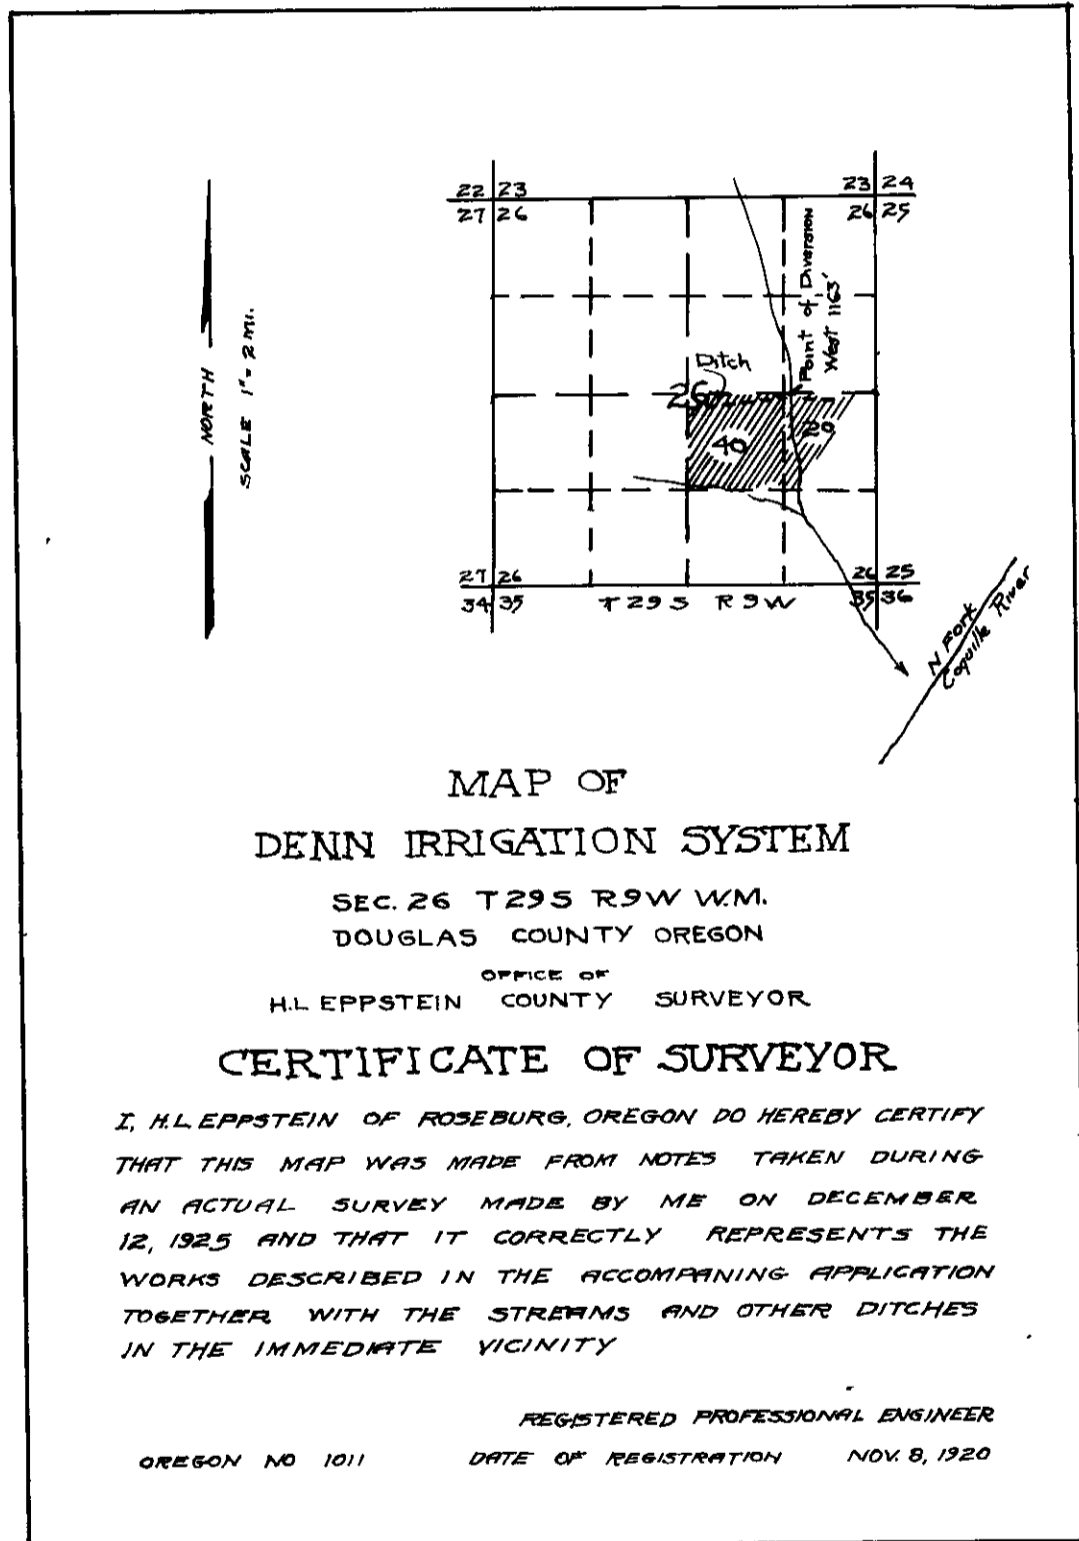 22 23
23 24
27 26
26 25
Point of Diversion
West 1163'
NORTH
SCALE 1" = 2 MI.
Ditch
26
40
27 26
26 25
34 35
T 29 S R 9 W
35 36
N Fork
Coquille River
MAP OF
DENN IRRIGATION SYSTEM
SEC. 26 T29S R9W W.M.
DOUGLAS COUNTY OREGON
OFFICE OF
H.L EPPSTEIN COUNTY SURVEYOR
CERTIFICATE OF SURVEYOR
I, H.L EPPSTEIN OF ROSEBURG, OREGON DO HEREBY CERTIFY
THAT THIS MAP WAS MADE FROM NOTES TAKEN DURING
AN ACTUAL SURVEY MADE BY ME ON DECEMBER
12, 1925 AND THAT IT CORRECTLY REPRESENTS THE
WORKS DESCRIBED IN THE ACCOMPANING APPLICATION
TOGETHER WITH THE STREAMS AND OTHER DITCHES
IN THE IMMEDIATE VICINITY
REGISTERED PROFESSIONAL ENGINEER
OREGON NO 1011 DATE OF REGISTRATION NOV. 8, 1920